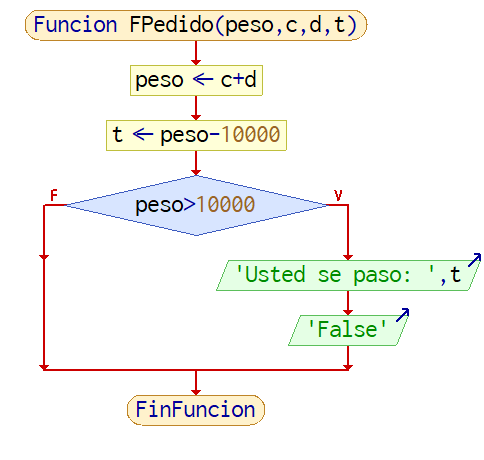 Funcion FPedido(peso,c,d,t)
peso ← c+d
t ← peso-10000
F
V
peso>10000
'Usted se paso: ',t
'False'
FinFuncion